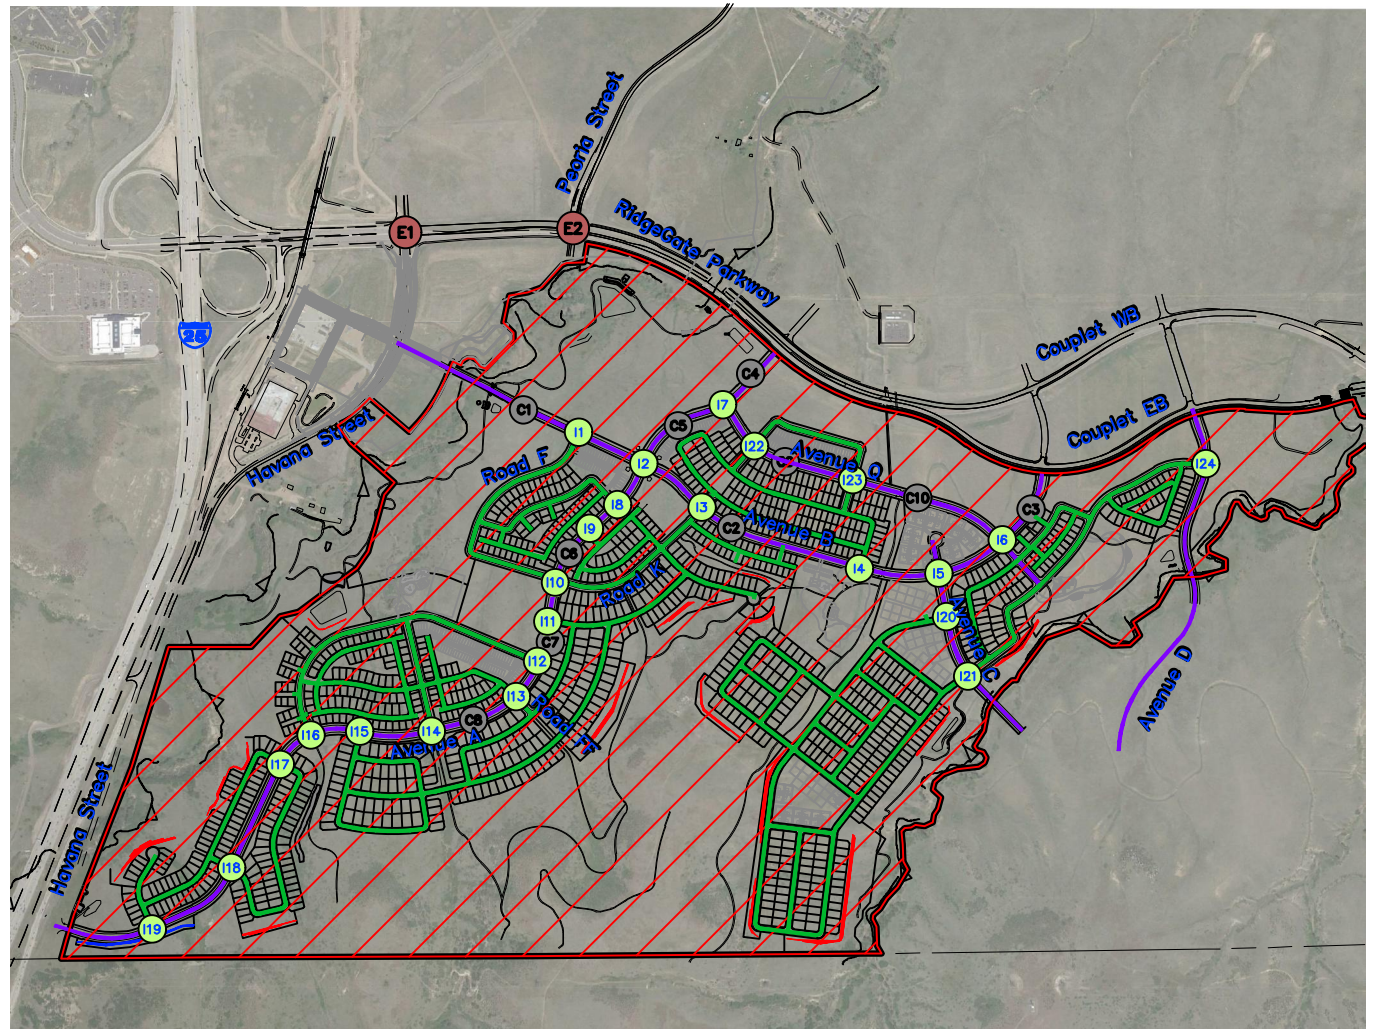 Peoria Street
E1
E2
RidgeGate Parkway
25
Couplet WB
Couplet EB
C4
C1
I7
C5
I1
Havana Street
Road F
I2
I22
Avenue Q
I23
I24
C10
I8
I3
C2
Avenue B
C3
I9
C6
I6
I4
I5
I10
Road K
I11
I20
Avenue C
C7
I12
I21
I13
Road FF
Avenue D
C8
I14
I15
I16
Avenue A
I17
Havana Street
I18
I19